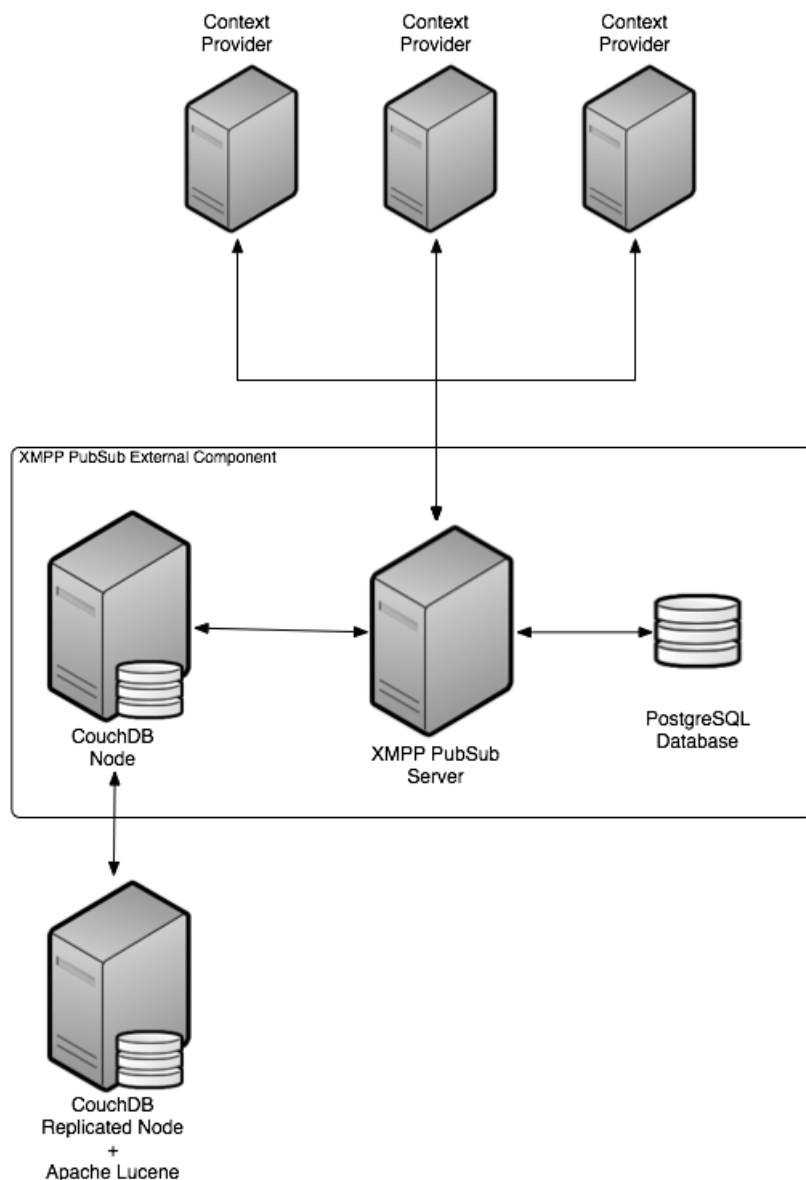 Context
Provider
Context
Provider
Context
Provider
XMPP PubSub External Component
CouchDB
Node
XMPP PubSub
Server
PostgreSQL
Database
CouchDB
Replicated Node
+
Apache Lucene